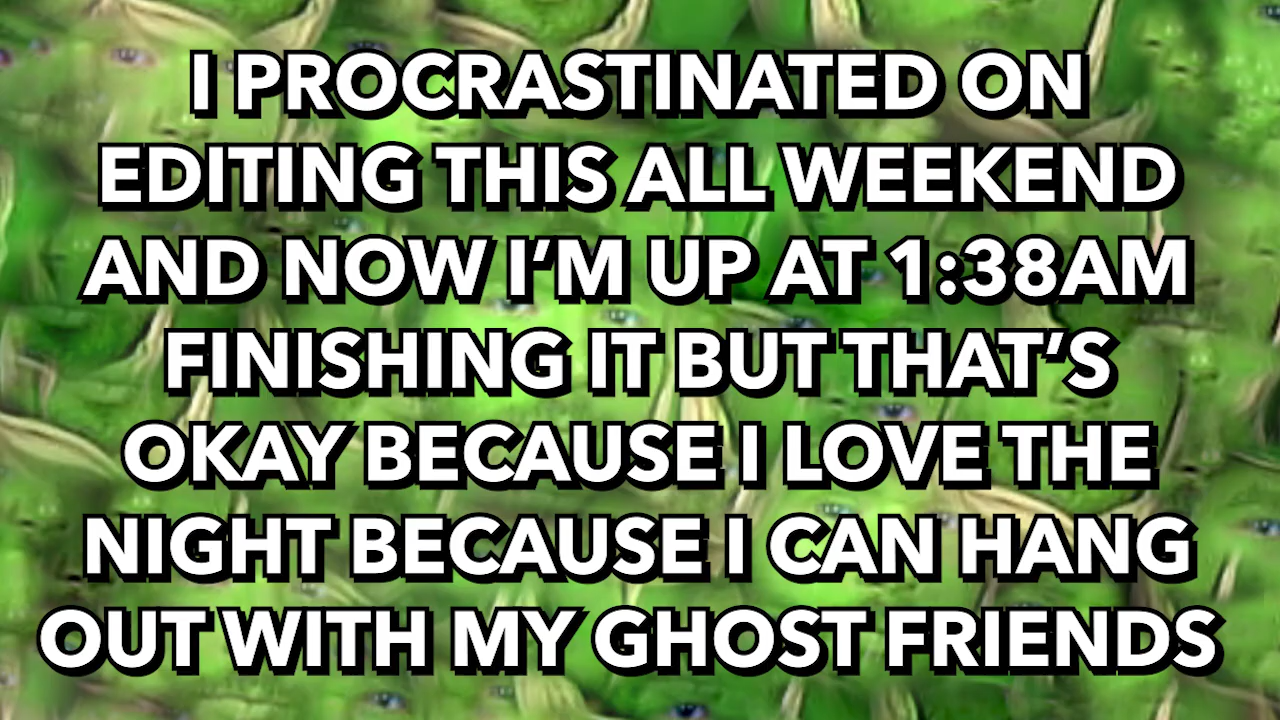 I PROCRASTINATED ON
EDITING THIS ALL WEEKEND
AND NOW I’M UP AT 1:38AM
FINISHING IT BUT THAT’S
OKAY BECAUSE I LOVE THE
NIGHT BECAUSE I CAN HANG
OUT WITH MY GHOST FRIENDS